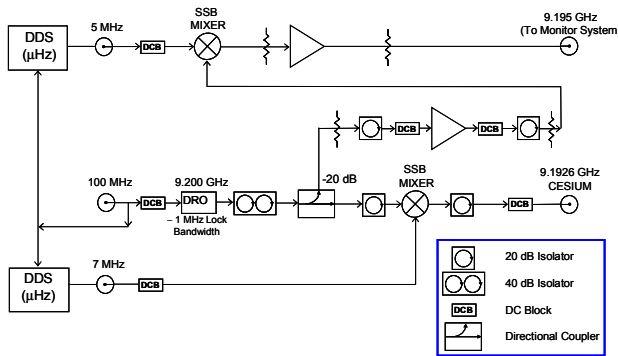 SSB
MIXER
9.195 GHz
(To Monitor System
DDS
(μHz)
5 MHz
DCB
DCB
DCB
100 MHz
9.200 GHz
-20 dB
SSB
MIXER
9.1926 GHz
CESIUM
DCB
DRO
DCB
~ 1 MHz Lock
Bandwidth
DDS
(μHz)
7 MHz
DCB
20 dB Isolator
40 dB Isolator
DCB
DC Block
Directional Coupler